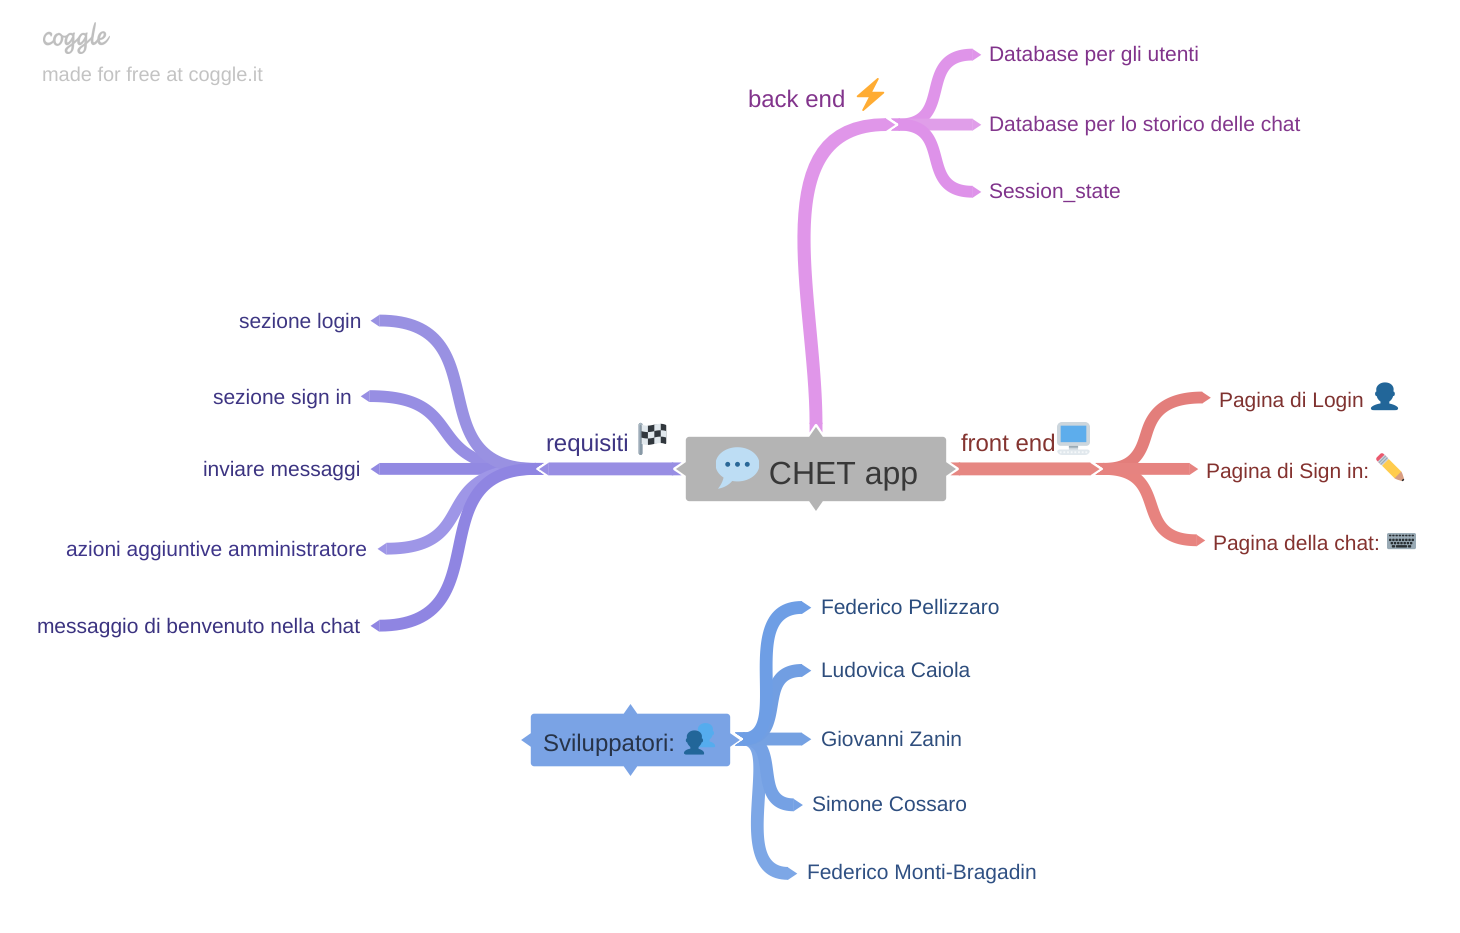 coggle
made for free at coggle.it
back end
Database per gli utenti
Database per lo storico delle chat
Session_state
sezione login
sezione sign in
inviare messaggi
azioni aggiuntive amministratore
messaggio di benvenuto nella chat
requisiti
CHET app
front end
Pagina di Login
Pagina di Sign in:
Pagina della chat:
Sviluppatori:
Federico Pellizzaro
Ludovica Caiola
Giovanni Zanin
Simone Cossaro
Federico Monti-Bragadin